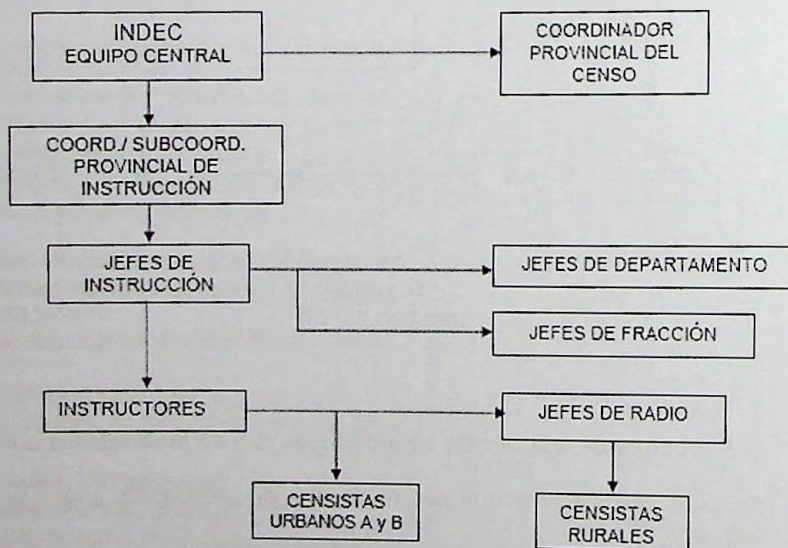 INDEC
EQUIPO CENTRAL
COORDINADOR
PROVINCIAL DEL
CENSO
COORD./ SUBCOORD.
PROVINCIAL DE
INSTRUCCIÓN
JEFES DE
INSTRUCCIÓN
JEFES DE DEPARTAMENTO
JEFES DE FRACCIÓN
INSTRUCTORES
JEFES DE RADIO
CENSISTAS
URBANOS A y B
CENSISTAS
RURALES